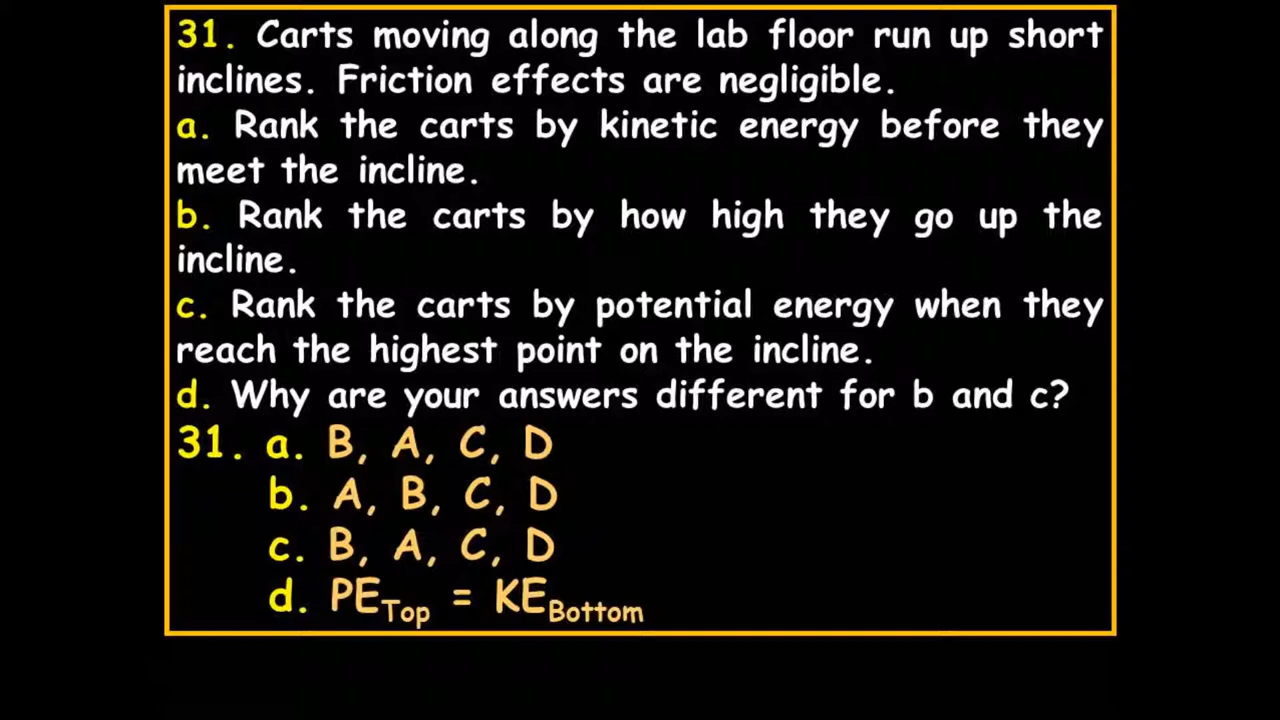 31. Carts moving along the lab floor run up short
inclines. Friction effects are negligible.
a. Rank the carts by kinetic energy before they
meet the incline.
b. Rank the carts by how high they go up the
incline.
c. Rank the carts by potential energy when they
reach the highest point on the incline.
d. Why are your answers different for b and c?
31. a. B, A, C, D
b. A, B, C, D
c. B, A, C, D
d. PE_Top = KE_Bottom